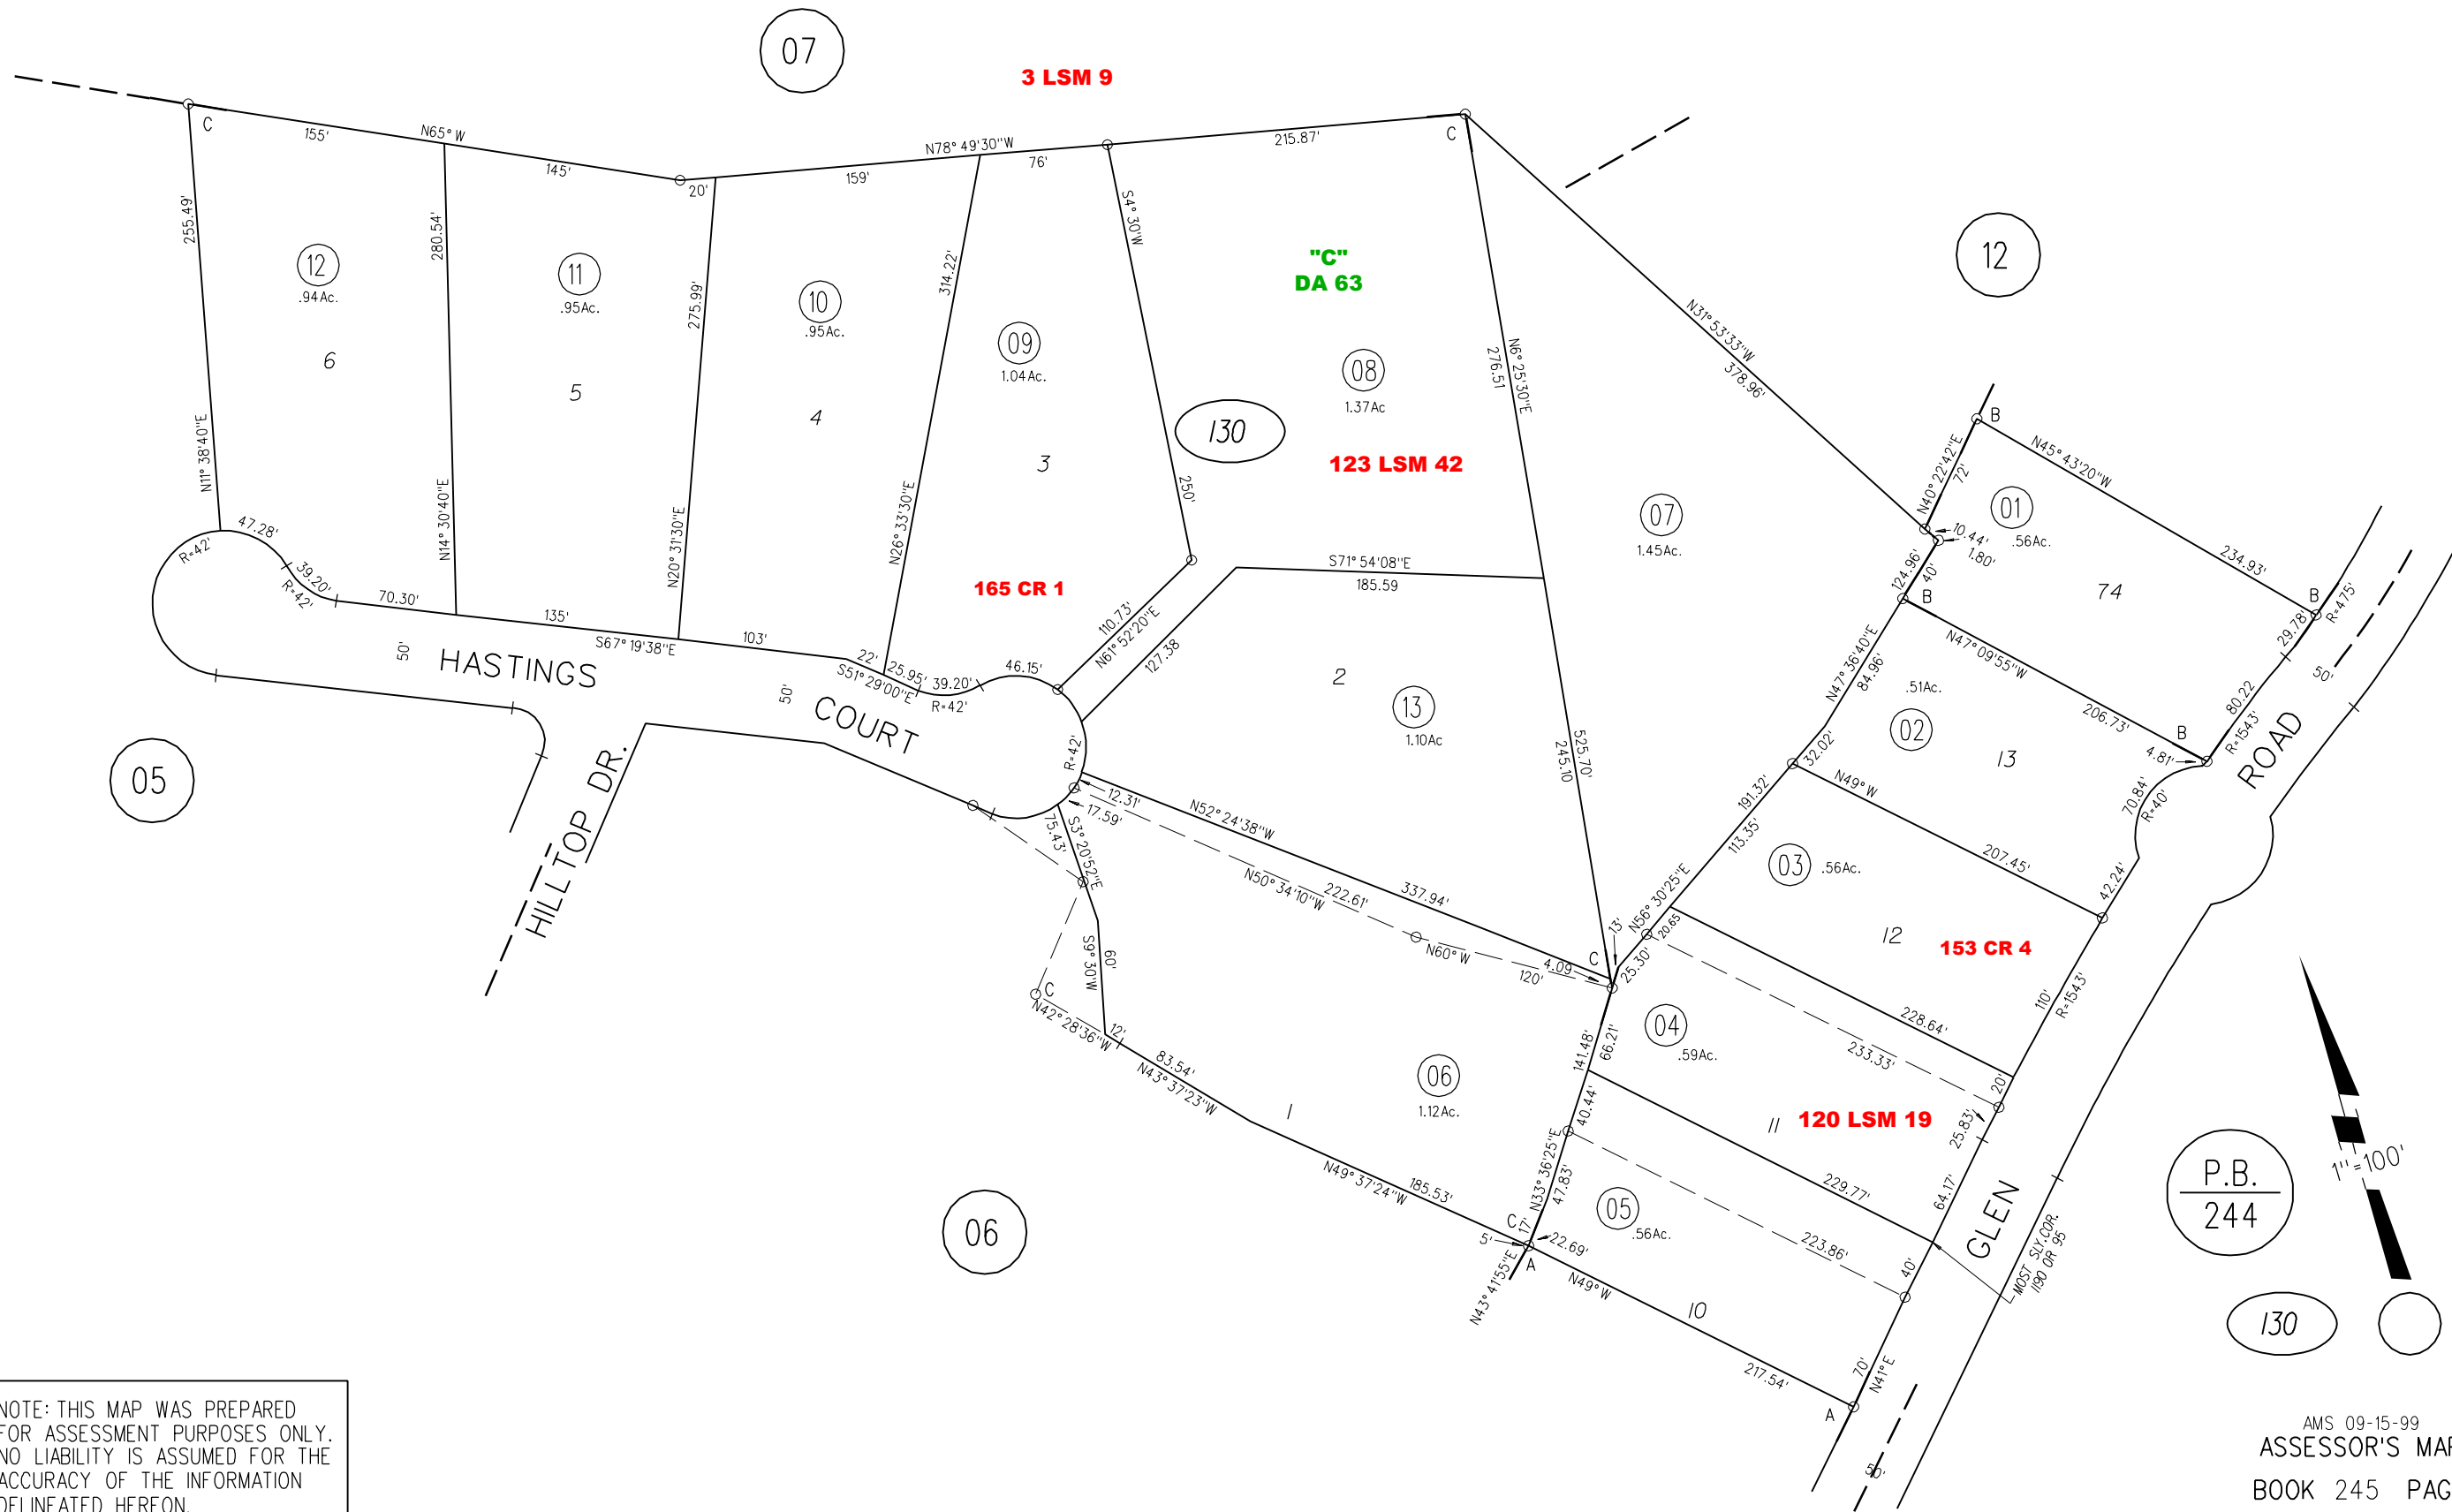 07
3 LSM 9
C
155'
N65° W
145'
20'
N78° 49'30"W
159'
76'
215.87'
C
12
255.49'
N11° 38'40"E
12
.94Ac.
6
280.54'
N14° 30'40"E
11
.95Ac.
5
275.99'
N20° 31'30"E
10
.95Ac.
4
314.22'
N26° 33'30"E
09
1.04Ac.
3
165 CR 1
S4° 30'W
250'
"C"
DA 63
08
1.37Ac
130
123 LSM 42
N6° 25'30"E
276.51
N31° 53'33"W
378.96'
07
1.45Ac.
B
N40° 22'42"E
72'
N45° 43'20"W
234.93'
01
.56Ac.
10.44'
1.80'
124.96'
40'
B
74
B
29.78'
R=475'
50'
N47° 09'55"W
206.73'
N47° 36'40"E
84.96'
.51Ac.
02
13
80.22
R=1543'
B
4.81'
ROAD
70.84'
R=40'
32.02'
N49° W
207.45'
42.24'
191.32'
113.35'
03
.56Ac.
12
153 CR 4
N56° 30'25"E
20.65
110'
R=1543'
47.28'
R=42'
39.20'
R=42'
70.30'
135'
S67° 19'38"E
103'
50'
HASTINGS
50'
COURT
22'
S51° 29'00"E
25.95'
39.20'
R=42'
46.15'
110.73'
N61° 52'20"E
127.38
S71° 54'08"E
185.59
2
13
1.10Ac
525.70'
245.10
R=42'
12.31'
17.59'
N52° 24'38"W
337.94'
N50° 34'10"W
222.61'
N60° W
120'
4.09
C
13'
25.30'
05
HILLTOP DR.
75.43'
S3° 20'52"E
S9° 30'W
60'
C
N42° 28'36"W
12'
83.54'
N43° 37'23"W
1
06
1.12Ac.
N49° 37'24"W
185.53'
06
141.48'
66.21'
04
.59Ac.
228.64'
233.33'
20'
25.83'
11
120 LSM 19
40.44'
N33° 36'25"E
47.83'
17'
C
5'
22.69'
A
N43° 41'55"E
05
.56Ac.
229.77'
223.86'
64.17'
GLEN
40'
MOST SLY.COR.
1190 OR 95
N49° W
10
217.54'
70'
N41° E
A
50'
P.B.
244
1"=100'
130
NOTE: THIS MAP WAS PREPARED
FOR ASSESSMENT PURPOSES ONLY.
NO LIABILITY IS ASSUMED FOR THE
ACCURACY OF THE INFORMATION
DELINEATED HEREON.
AMS 09-15-99
ASSESSOR'S MAP
BOOK 245 PAG